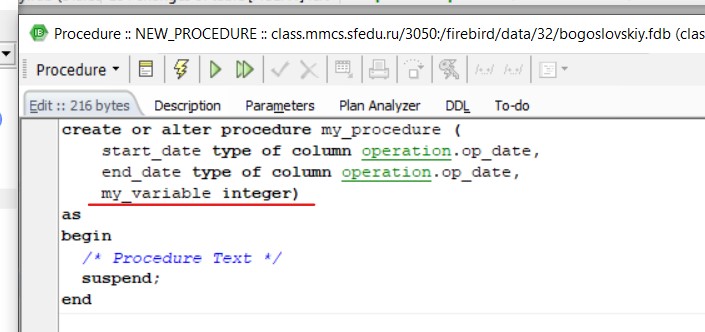 Procedure :: NEW_PROCEDURE :: class.mmcs.sfedu.ru/3050:/firebird/data/32/bogoslovskiy.fdb (clas
Procedure
Edit :: 216 bytes Description Parameters Plan Analyzer DDL To-do
create or alter procedure my_procedure (
start_date type of column operation.op_date,
end_date type of column operation.op_date,
my_variable integer)
as
begin
/* Procedure Text */
suspend;
end